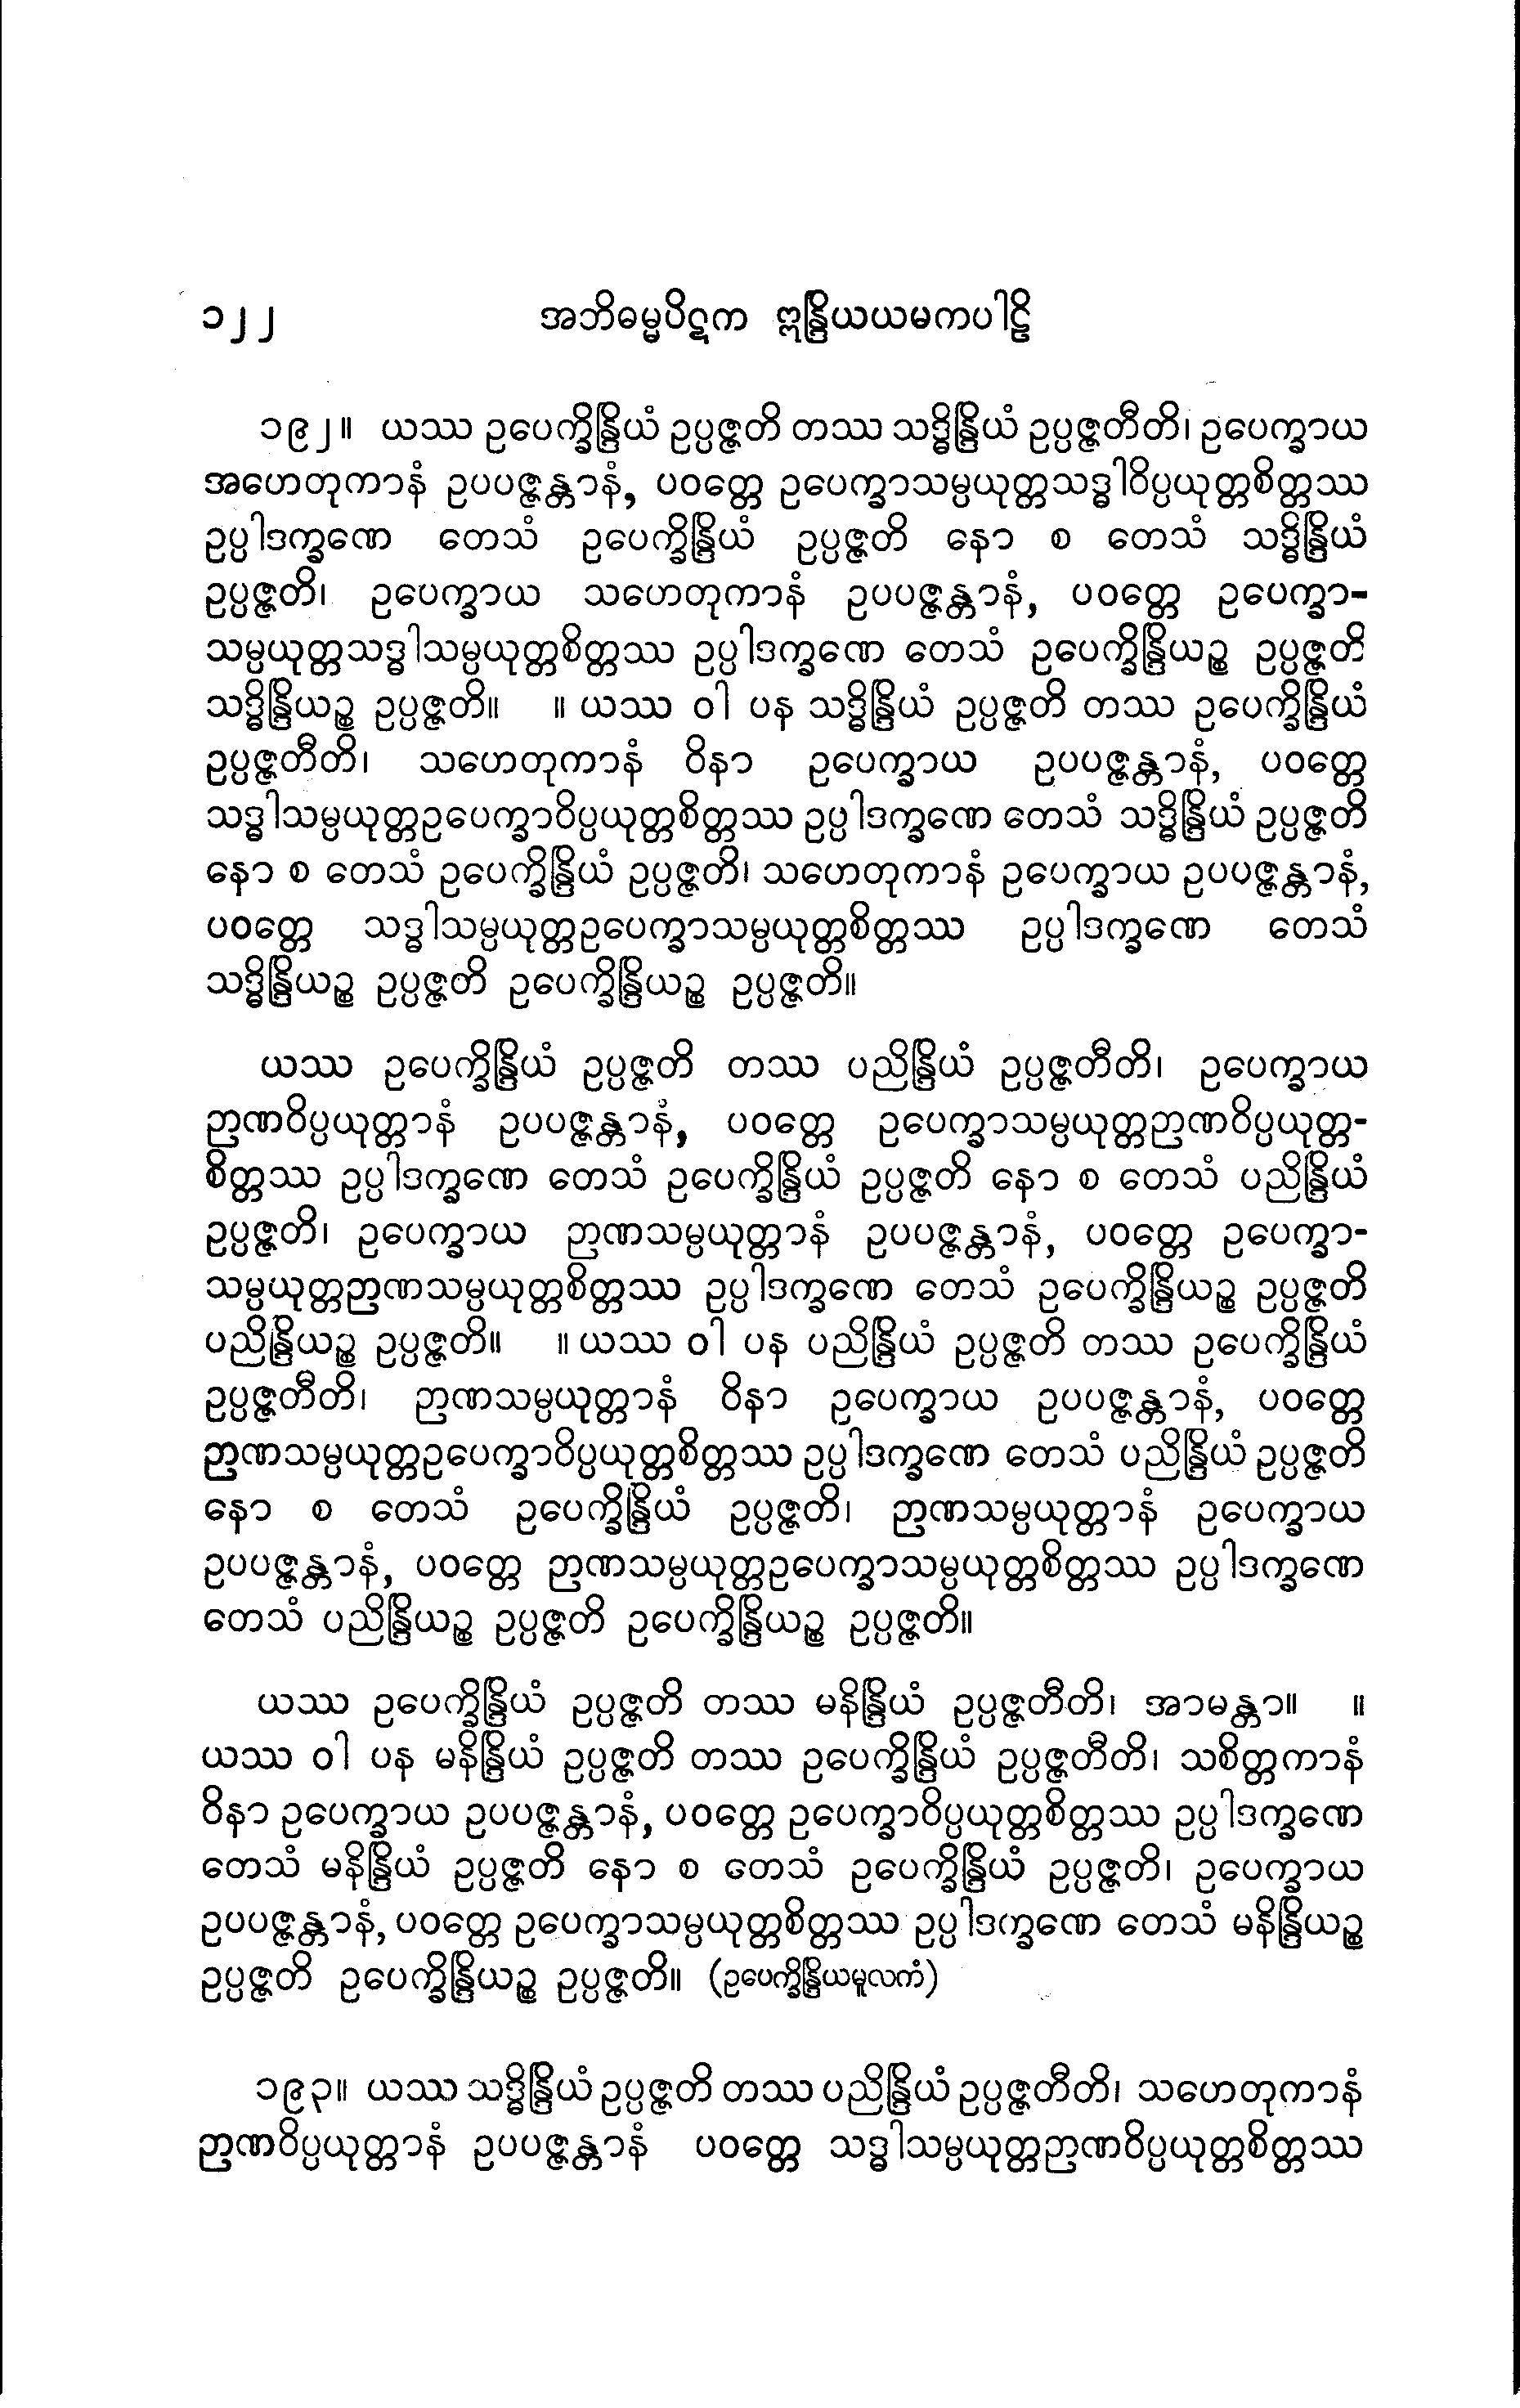 ၁၂၂ အဘိဓမ္မပိဋက ဣန္ဒြိယယမကပါဠိ
၁၉၂။ ယဿ ဥပေက္ခိန္ဒြိယံ ဥပ္ပဇ္ဇတိ တဿ သဒ္ဓိန္ဒြိယံ ဥပ္ပဇ္ဇတီတိ၊ ဥပေက္ခာယ
အဟေတုကာနံ ဥပပဇ္ဇန္တာနံ, ပဝတ္တေ ဥပေက္ခာသမ္ပယုတ္တသဒ္ဓါဝိပ္ပယုတ္တစိတ္တဿ
ဥပ္ပါဒက္ခဏေ တေသံ ဥပေက္ခိန္ဒြိယံ ဥပ္ပဇ္ဇတိ နော စ တေသံ သဒ္ဓိန္ဒြိယံ
ဥပ္ပဇ္ဇတိ၊ ဥပေက္ခာယ သဟေတုကာနံ ဥပပဇ္ဇန္တာနံ, ပဝတ္တေ ဥပေက္ခာ-
သမ္ပယုတ္တသဒ္ဓါသမ္ပယုတ္တစိတ္တဿ ဥပ္ပါဒက္ခဏေ တေသံ ဥပေက္ခိန္ဒြိယဉ္စ ဥပ္ပဇ္ဇတိ
သဒ္ဓိန္ဒြိယဉ္စ ဥပ္ပဇ္ဇတိ။ ။ ယဿ ဝါ ပန သဒ္ဓိန္ဒြိယံ ဥပ္ပဇ္ဇတိ တဿ ဥပေက္ခိန္ဒြိယံ
ဥပ္ပဇ္ဇတီတိ၊ သဟေတုကာနံ ဝိနာ ဥပေက္ခာယ ဥပပဇ္ဇန္တာနံ, ပဝတ္တေ
သဒ္ဓါသမ္ပယုတ္တဥပေက္ခာဝိပ္ပယုတ္တစိတ္တဿ ဥပ္ပါဒက္ခဏေ တေသံ သဒ္ဓိန္ဒြိယံ ဥပ္ပဇ္ဇတိ
နော စ တေသံ ဥပေက္ခိန္ဒြိယံ ဥပ္ပဇ္ဇတိ၊ သဟေတုကာနံ ဥပေက္ခာယ ဥပပဇ္ဇန္တာနံ,
ပဝတ္တေ သဒ္ဓါသမ္ပယုတ္တဥပေက္ခာသမ္ပယုတ္တစိတ္တဿ ဥပ္ပါဒက္ခဏေ တေသံ
သဒ္ဓိန္ဒြိယဉ္စ ဥပ္ပဇ္ဇတိ ဥပေက္ခိန္ဒြိယဉ္စ ဥပ္ပဇ္ဇတိ။
ယဿ ဥပေက္ခိန္ဒြိယံ ဥပ္ပဇ္ဇတိ တဿ ပညိန္ဒြိယံ ဥပ္ပဇ္ဇတီတိ၊ ဥပေက္ခာယ
ဉာဏဝိပ္ပယုတ္တာနံ ဥပပဇ္ဇန္တာနံ, ပဝတ္တေ ဥပေက္ခာသမ္ပယုတ္တဉာဏဝိပ္ပယုတ္တ-
စိတ္တဿ ဥပ္ပါဒက္ခဏေ တေသံ ဥပေက္ခိန္ဒြိယံ ဥပ္ပဇ္ဇတိ နော စ တေသံ ပညိန္ဒြိယံ
ဥပ္ပဇ္ဇတိ၊ ဥပေက္ခာယ ဉာဏသမ္ပယုတ္တာနံ ဥပပဇ္ဇန္တာနံ, ပဝတ္တေ ဥပေက္ခာ-
သမ္ပယုတ္တဉာဏသမ္ပယုတ္တစိတ္တဿ ဥပ္ပါဒက္ခဏေ တေသံ ဥပေက္ခိန္ဒြိယဉ္စ ဥပ္ပဇ္ဇတိ
ပညိန္ဒြိယဉ္စ ဥပ္ပဇ္ဇတိ။ ။ ယဿ ဝါ ပန ပညိန္ဒြိယံ ဥပ္ပဇ္ဇတိ တဿ ဥပေက္ခိန္ဒြိယံ
ဥပ္ပဇ္ဇတီတိ၊ ဉာဏသမ္ပယုတ္တာနံ ဝိနာ ဥပေက္ခာယ ဥပပဇ္ဇန္တာနံ, ပဝတ္တေ
ဉာဏသမ္ပယုတ္တဥပေက္ခာဝိပ္ပယုတ္တစိတ္တဿ ဥပ္ပါဒက္ခဏေ တေသံ ပညိန္ဒြိယံ ဥပ္ပဇ္ဇတိ
နော စ တေသံ ဥပေက္ခိန္ဒြိယံ ဥပ္ပဇ္ဇတိ၊ ဉာဏသမ္ပယုတ္တာနံ ဥပေက္ခာယ
ဥပပဇ္ဇန္တာနံ, ပဝတ္တေ ဉာဏသမ္ပယုတ္တဥပေက္ခာသမ္ပယုတ္တစိတ္တဿ ဥပ္ပါဒက္ခဏေ
တေသံ ပညိန္ဒြိယဉ္စ ဥပ္ပဇ္ဇတိ ဥပေက္ခိန္ဒြိယဉ္စ ဥပ္ပဇ္ဇတိ။
ယဿ ဥပေက္ခိန္ဒြိယံ ဥပ္ပဇ္ဇတိ တဿ မနိန္ဒြိယံ ဥပ္ပဇ္ဇတီတိ၊ အာမန္တာ။ ။
ယဿ ဝါ ပန မနိန္ဒြိယံ ဥပ္ပဇ္ဇတိ တဿ ဥပေက္ခိန္ဒြိယံ ဥပ္ပဇ္ဇတီတိ၊ သစိတ္တကာနံ
ဝိနာ ဥပေက္ခာယ ဥပပဇ္ဇန္တာနံ, ပဝတ္တေ ဥပေက္ခာဝိပ္ပယုတ္တစိတ္တဿ ဥပ္ပါဒက္ခဏေ
တေသံ မနိန္ဒြိယံ ဥပ္ပဇ္ဇတိ နော စ တေသံ ဥပေက္ခိန္ဒြိယံ ဥပ္ပဇ္ဇတိ၊ ဥပေက္ခာယ
ဥပပဇ္ဇန္တာနံ, ပဝတ္တေ ဥပေက္ခာသမ္ပယုတ္တစိတ္တဿ ဥပ္ပါဒက္ခဏေ တေသံ မနိန္ဒြိယဉ္စ
ဥပ္ပဇ္ဇတိ ဥပေက္ခိန္ဒြိယဉ္စ ဥပ္ပဇ္ဇတိ။ (ဥပေက္ခိန္ဒြိယမူလကံ)
၁၉၃။ ယဿ သဒ္ဓိန္ဒြိယံ ဥပ္ပဇ္ဇတိ တဿ ပညိန္ဒြိယံ ဥပ္ပဇ္ဇတီတိ၊ သဟေတုကာနံ
ဉာဏဝိပ္ပယုတ္တာနံ ဥပပဇ္ဇန္တာနံ ပဝတ္တေ သဒ္ဓါသမ္ပယုတ္တဉာဏဝိပ္ပယုတ္တစိတ္တဿ